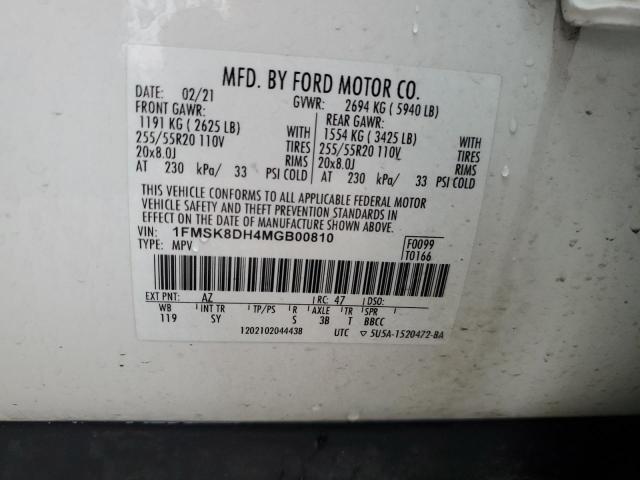 MFD. BY FORD MOTOR CO.
DATE: 02/21 GVWR: 2694 KG ( 5940 LB)
FRONT GAWR: REAR GAWR:
1191 KG ( 2625 LB) WITH 1554 KG ( 3425 LB) WITH
255/55R20 110V TIRES 255/55R20 110V TIRES
20x8.0J RIMS 20x8.0J RIMS
AT 230 kPa/ 33 PSI COLD AT 230 kPa/ 33 PSI COLD
THIS VEHICLE CONFORMS TO ALL APPLICABLE FEDERAL MOTOR
VEHICLE SAFETY AND THEFT PREVENTION STANDARDS IN
EFFECT ON THE DATE OF MANUFACTURE SHOWN ABOVE.
VIN: 1FMSK8DH4MGB00810 F0099
TYPE: MPV T0166
EXT PNT: AZ RC: 47 DSO:
WB INT TR TP/PS R AXLE TR SPR
119 SY S 3B T BBCC
1202102044438 UTC ▽ 5U5A-1520472-BA